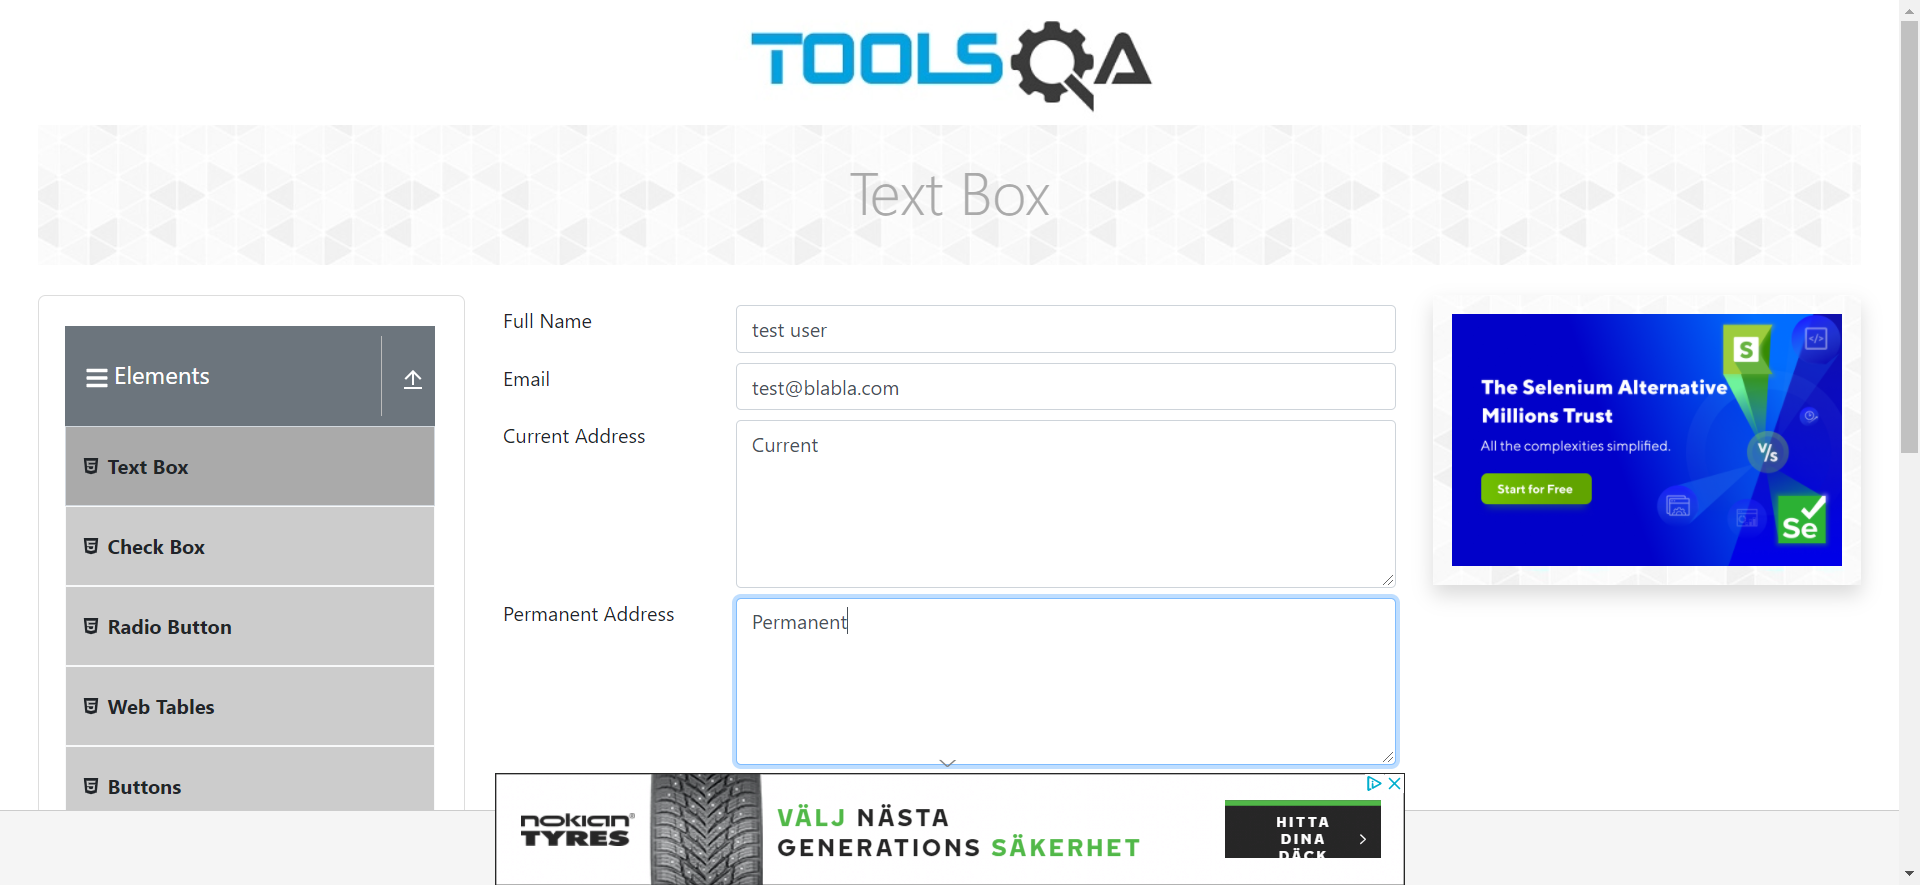 TOOLSQA
Text Box
Elements
Text Box
Check Box
Radio Button
Web Tables
Buttons
Full Name
test user
Email
test@blabla.com
Current Address
Current
Permanent Address
Permanent
The Selenium Alternative
Millions Trust
All the complexities simplified.
Start for Free
S
</>
V/s
Se
nokian®
TYRES
VÄLJ NÄSTA
GENERATIONS SÄKERHET
HITTA
DINA
DÄCK